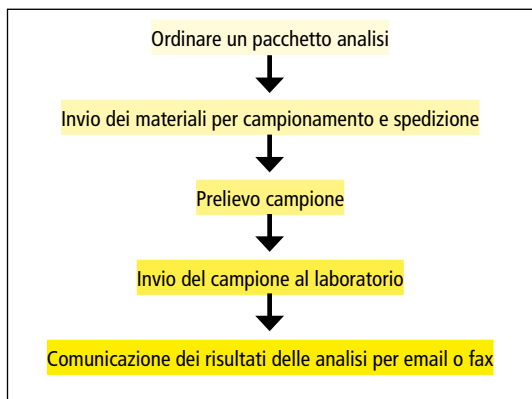 Ordinare un pacchetto analisi
Invio dei materiali per campionamento e spedizione
Prelievo campione
Invio del campione al laboratorio
Comunicazione dei risultati delle analisi per email o fax